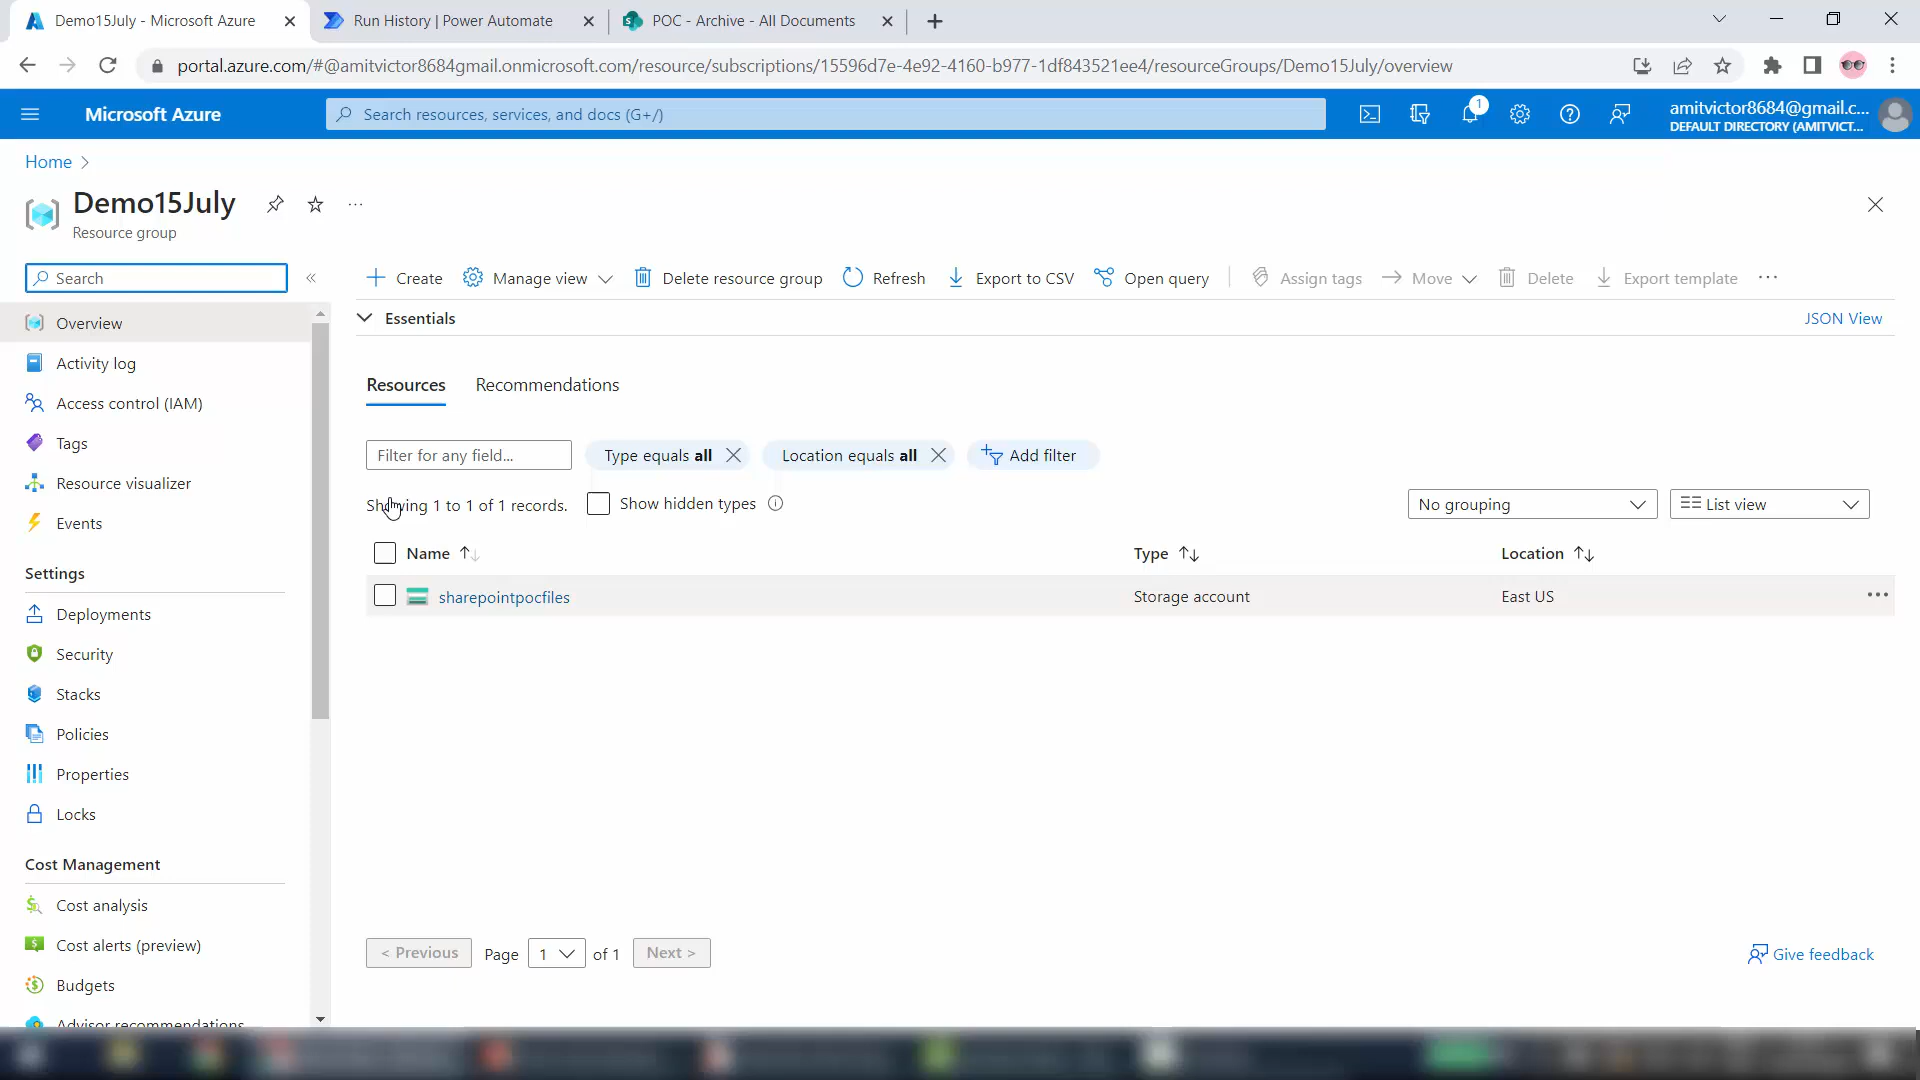 Demo15July - Microsoft Azure
Run History | Power Automate
POC - Archive - All Documents
portal.azure.com/#@amitvictor8684gmail.onmicrosoft.com/resource/subscriptions/15596d7e-4e92-4160-b977-1df843521ee4/resourceGroups/Demo15July/overview
Microsoft Azure
Search resources, services, and docs (G+/)
1
amitvictor8684@gmail.c...
DEFAULT DIRECTORY (AMITVICT...
Home
Demo15July
Resource group
Search
Create
Manage view
Delete resource group
Refresh
Export to CSV
Open query
Assign tags
Move
Delete
Export template
Essentials
JSON View
Overview
Activity log
Access control (IAM)
Tags
Resource visualizer
Events
Settings
Deployments
Security
Stacks
Policies
Properties
Locks
Cost Management
Cost analysis
Cost alerts (preview)
Budgets
Advisor recommendations
Resources
Recommendations
Filter for any field...
Type equals all
Location equals all
Add filter
Showing 1 to 1 of 1 records.
Show hidden types
No grouping
List view
Name
Type
Location
sharepointpocfiles
Storage account
East US
< Previous
Page
1
of 1
Next >
Give feedback